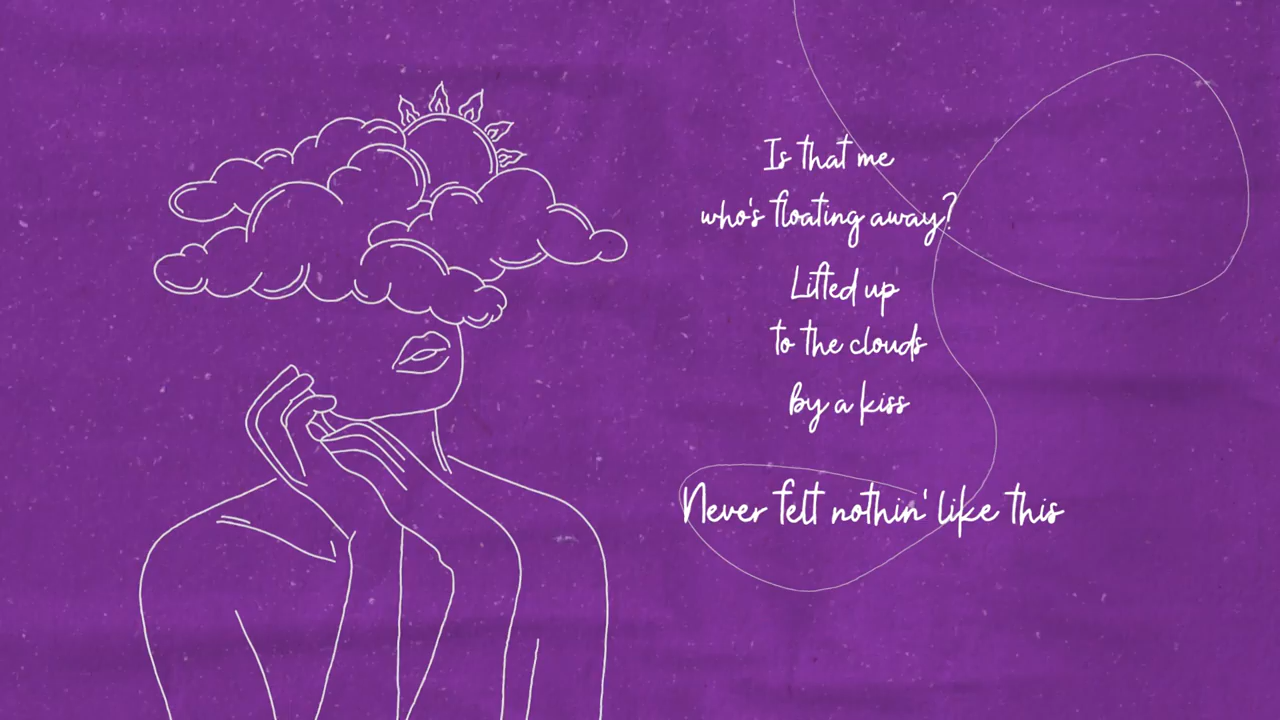 Is that me
who's floating away?
Lifted up
to the clouds
by a kiss
Never felt nothin' like this